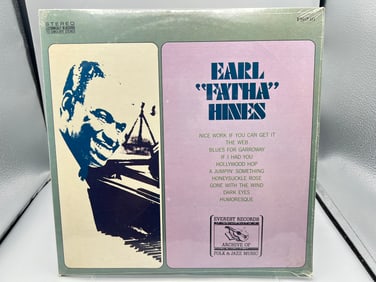 STEREO
EARL
"FATHA"
HINES
NICE WORK IF YOU CAN GET IT
THE WEB
BLUES FOR GARROWAY
IF I HAD YOU
HOLLYWOOD HOP
A JUMPIN' SOMETHING
HONEYSUCKLE ROSE
GONE WITH THE WIND
DARK EYES
HUMORESQUE
EVEREST RECORDS
ARCHIVE OF
FOLK & JAZZ MUSIC